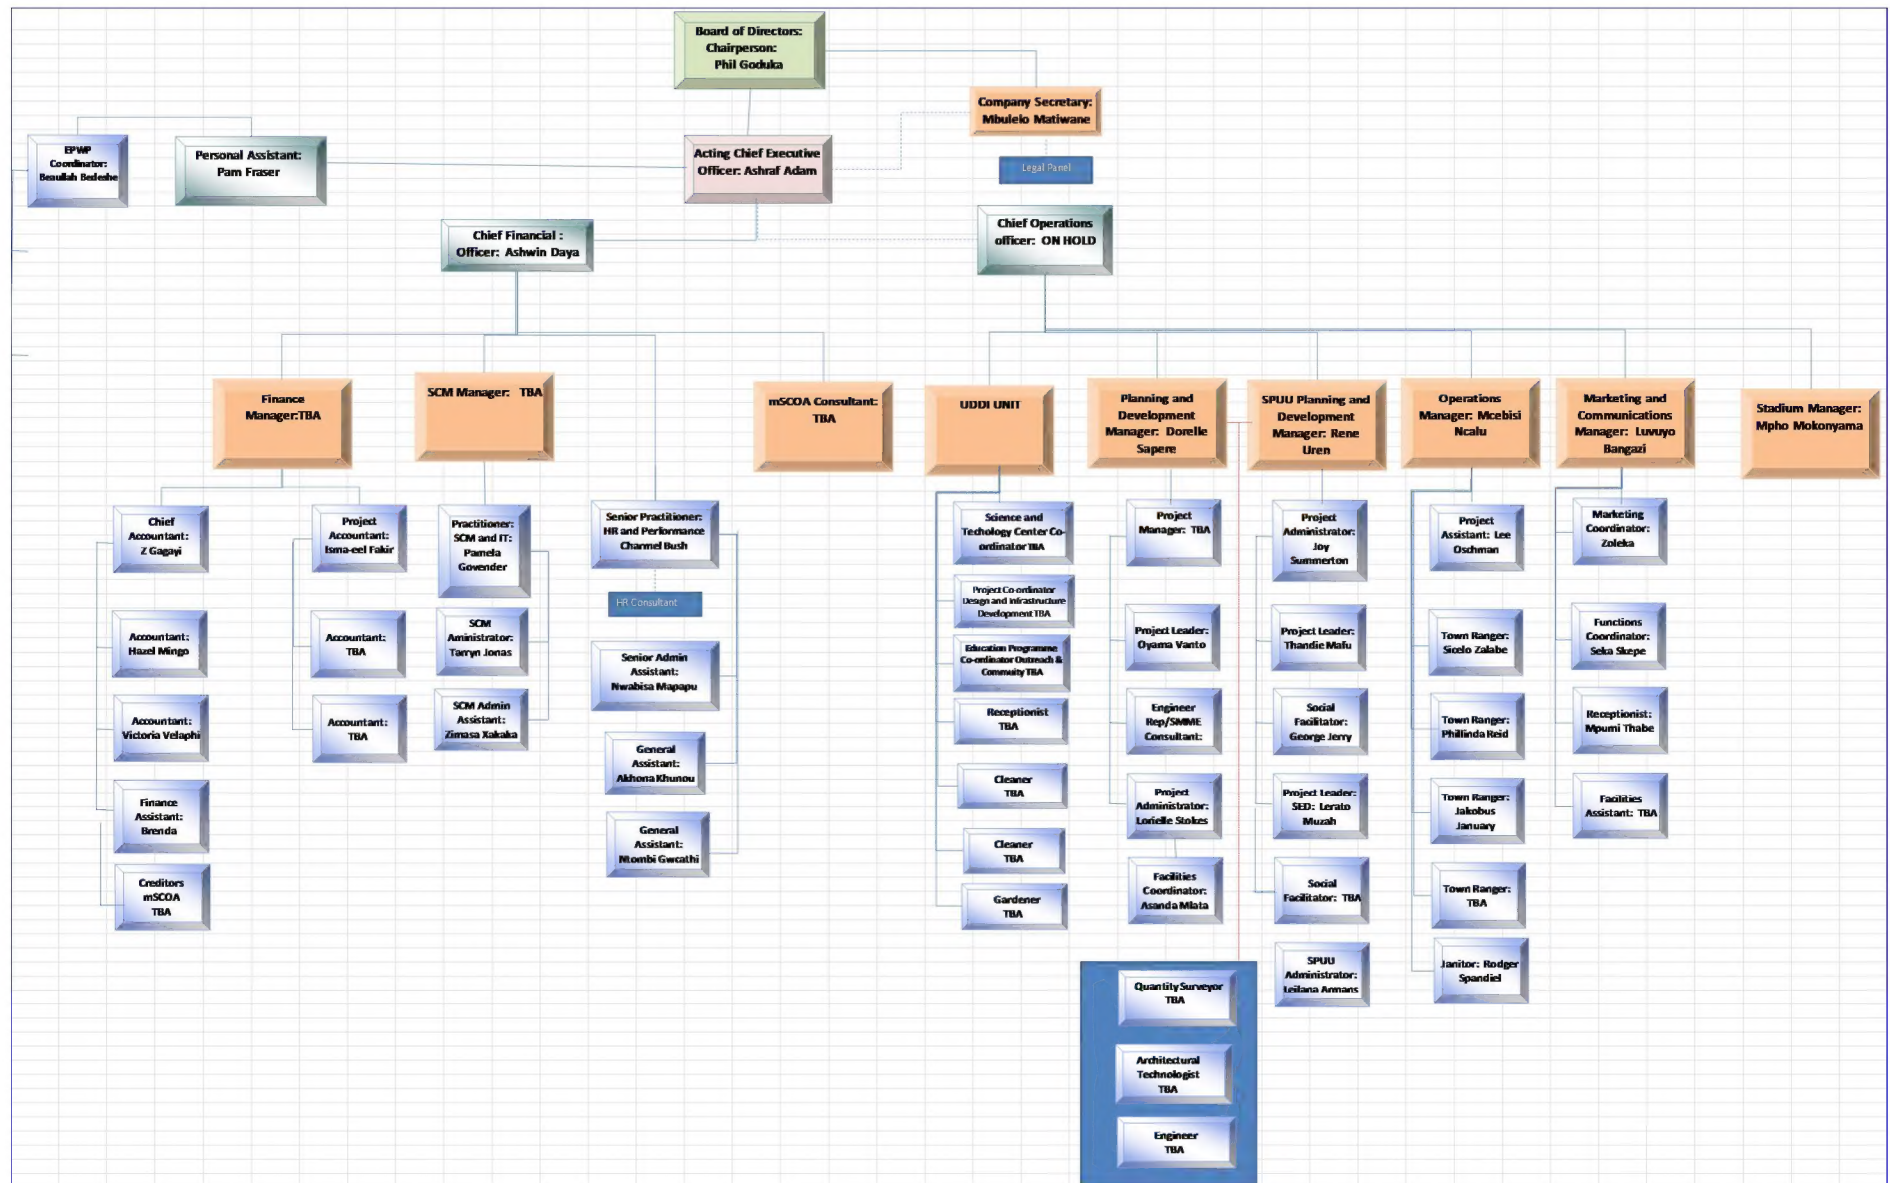 Board of Directors:
Chairperson:
Phil Goduka
Company Secretary:
Mbulelo Matiwane
Legal Panel
EPWP
Coordinator:
Beaullah Bedeshe
Personal Assistant:
Pam Fraser
Acting Chief Executive
Officer: Ashraf Adam
Chief Financial :
Officer: Ashwin Daya
Chief Operations
officer: ON HOLD
Finance
Manager:TBA
SCM Manager: TBA
mSCOA Consultant:
TBA
UDDI UNIT
Planning and
Development
Manager: Dorelle
Sapere
SPUU Planning and
Development
Manager: Rene
Uren
Operations
Manager: Mcebisi
Ncalu
Marketing and
Communications
Manager: Luvuyo
Bangazi
Stadium Manager:
Mpho Mokonyama
Chief
Accountant:
Z Gagayi
Accountant:
Hazel Mingo
Accountant:
Victoria Velaphi
Finance
Assistant:
Brenda
Creditors
mSCOA
TBA
Project
Accountant:
Isma-eel Fakir
Accountant:
TBA
Accountant:
TBA
Practitioner:
SCM and IT:
Pamela
Govender
SCM
Aministrator:
Tarryn Jonas
SCM Admin
Assistant:
Zimasa Xakaka
Senior Practitioner:
HR and Performance
Channel Bush
HR Consultant
Senior Admin
Assistant:
Nwabisa Mapapu
General
Assistant:
Akhona Khunou
General
Assistant:
Ntombi Gwcathi
Science and
Techology Center Co-
ordinator TBA
Project Co-ordinator
Design and Infrastructure
Development TBA
Education Programme
Co-ordinator Outreach &
Commuity TBA
Receptionist
TBA
Cleaner
TBA
Cleaner
TBA
Gardener
TBA
Project
Manager: TBA
Project Leader:
Oyama Vanto
Engineer
Rep/SMME
Consultant:
Project
Administrator:
Lorielle Stokes
Facilities
Coordinator:
Asanda Mlata
Quantity Surveyor
TBA
Architectural
Technologist
TBA
Engineer
TBA
Project
Administrator:
Joy
Summerton
Project Leader:
Thandie Mafu
Social
Facilitator:
George Jerry
Project Leader:
SED: Lerato
Muzah
Social
Facilitator: TBA
SPUU
Administrator:
Leilana Armans
Project
Assistant: Lee
Oschman
Town Ranger:
Sicelo Zalabe
Town Ranger:
Phillinda Reid
Town Ranger:
Jakobus
January
Town Ranger:
TBA
Janitor: Rodger
Spandiel
Marketing
Coordinator:
Zoleka
Functions
Coordinator:
Seka Skepe
Receptionist:
Mpumi Thabe
Facilities
Assistant: TBA